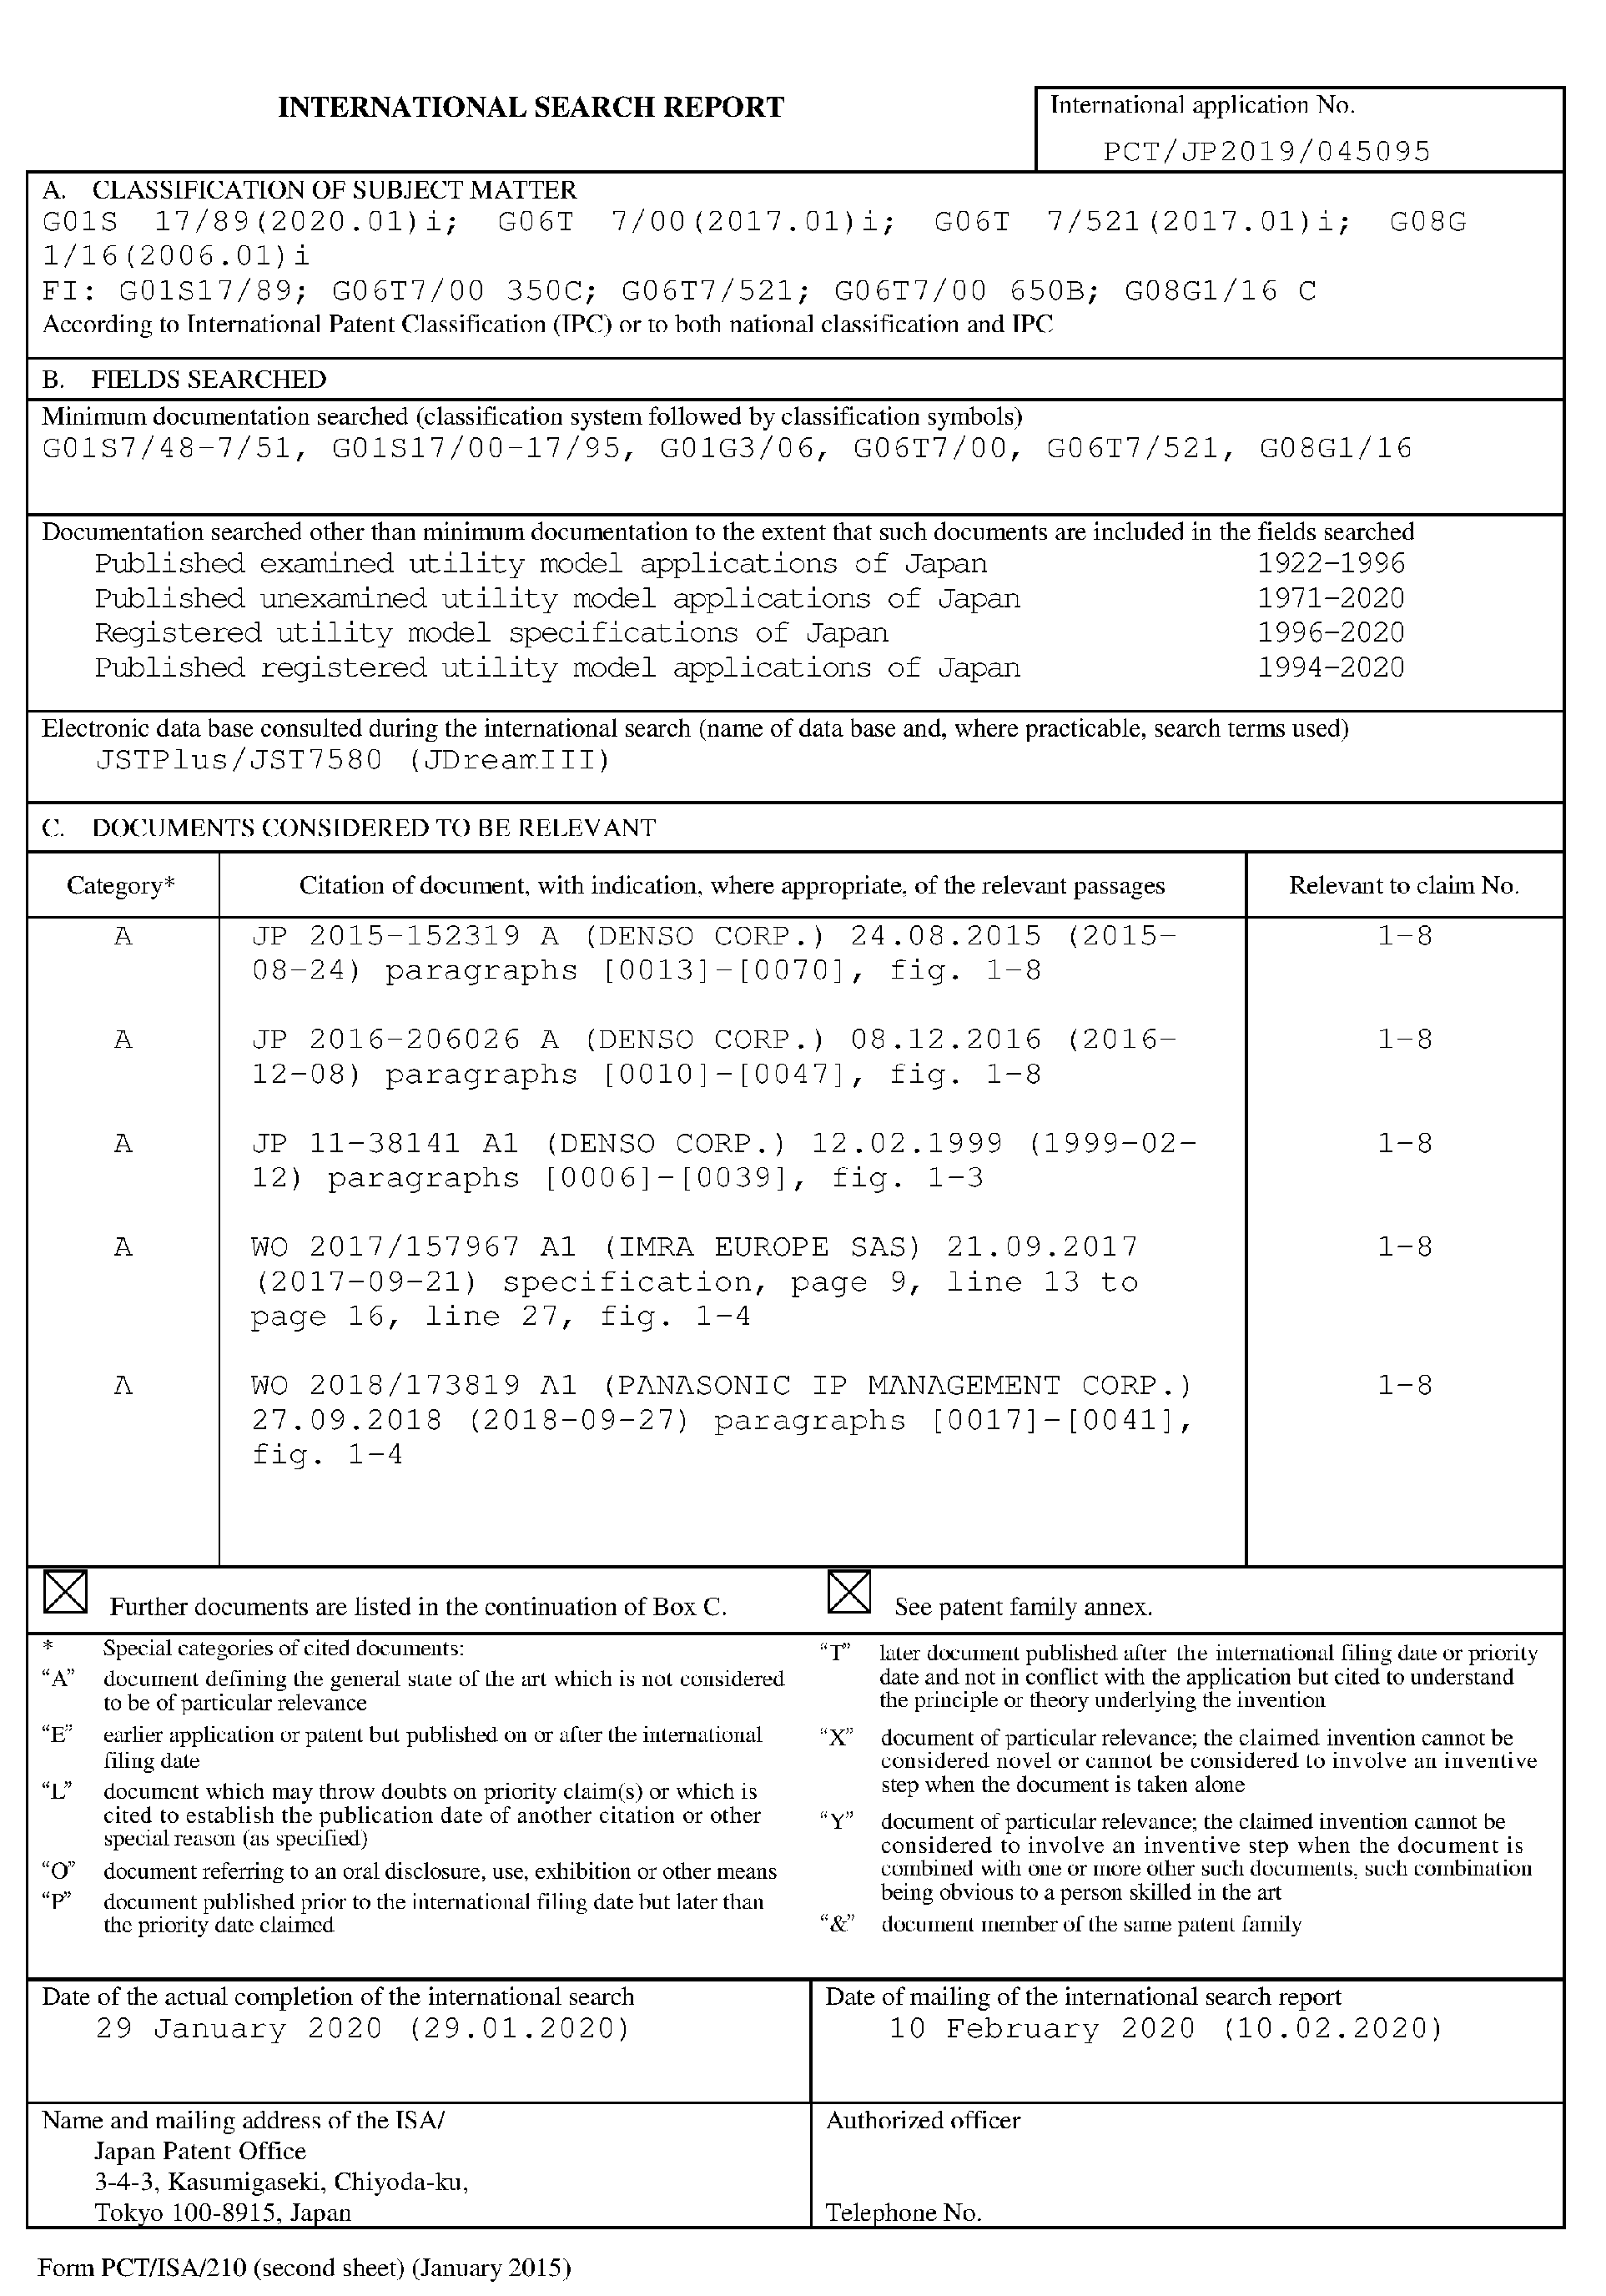 INTERNATIONAL SEARCH REPORT
International application No.
PCT/JP2019/045095
A. CLASSIFICATION OF SUBJECT MATTER
G01S 17/89(2020.01)i; G06T 7/00(2017.01)i; G06T 7/521(2017.01)i; G08G
1/16(2006.01)i
FI: G01S17/89; G06T7/00 350C; G06T7/521; G06T7/00 650B; G08G1/16 C
According to International Patent Classification (IPC) or to both national classification and IPC
B. FIELDS SEARCHED
Minimum documentation searched (classification system followed by classification symbols)
G01S7/48-7/51, G01S17/00-17/95, G01G3/06, G06T7/00, G06T7/521, G08G1/16
Documentation searched other than minimum documentation to the extent that such documents are included in the fields searched
Published examined utility model applications of Japan 1922-1996
Published unexamined utility model applications of Japan 1971-2020
Registered utility model specifications of Japan 1996-2020
Published registered utility model applications of Japan 1994-2020
Electronic data base consulted during the international search (name of data base and, where practicable, search terms used)
JSTPlus/JST7580 (JDreamIII)
C. DOCUMENTS CONSIDERED TO BE RELEVANT
Category* Citation of document, with indication, where appropriate, of the relevant passages Relevant to claim No.
A JP 2015-152319 A (DENSO CORP.) 24.08.2015 (2015- 1-8
08-24) paragraphs [0013]-[0070], fig. 1-8
A JP 2016-206026 A (DENSO CORP.) 08.12.2016 (2016- 1-8
12-08) paragraphs [0010]-[0047], fig. 1-8
A JP 11-38141 A1 (DENSO CORP.) 12.02.1999 (1999-02- 1-8
12) paragraphs [0006]-[0039], fig. 1-3
A WO 2017/157967 A1 (IMRA EUROPE SAS) 21.09.2017 1-8
(2017-09-21) specification, page 9, line 13 to
page 16, line 27, fig. 1-4
A WO 2018/173819 A1 (PANASONIC IP MANAGEMENT CORP.) 1-8
27.09.2018 (2018-09-27) paragraphs [0017]-[0041],
fig. 1-4
Further documents are listed in the continuation of Box C.
See patent family annex.
* Special categories of cited documents:
"A" document defining the general state of the art which is not considered
to be of particular relevance
"E" earlier application or patent but published on or after the international
filing date
"L" document which may throw doubts on priority claim(s) or which is
cited to establish the publication date of another citation or other
special reason (as specified)
"O" document referring to an oral disclosure, use, exhibition or other means
"P" document published prior to the international filing date but later than
the priority date claimed
"T" later document published after the international filing date or priority
date and not in conflict with the application but cited to understand
the principle or theory underlying the invention
"X" document of particular relevance; the claimed invention cannot be
considered novel or cannot be considered to involve an inventive
step when the document is taken alone
"Y" document of particular relevance; the claimed invention cannot be
considered to involve an inventive step when the document is
combined with one or more other such documents, such combination
being obvious to a person skilled in the art
"&" document member of the same patent family
Date of the actual completion of the international search
29 January 2020 (29.01.2020)
Date of mailing of the international search report
10 February 2020 (10.02.2020)
Name and mailing address of the ISA/
Japan Patent Office
3-4-3, Kasumigaseki, Chiyoda-ku,
Tokyo 100-8915, Japan
Authorized officer
Telephone No.
Form PCT/ISA/210 (second sheet) (January 2015)